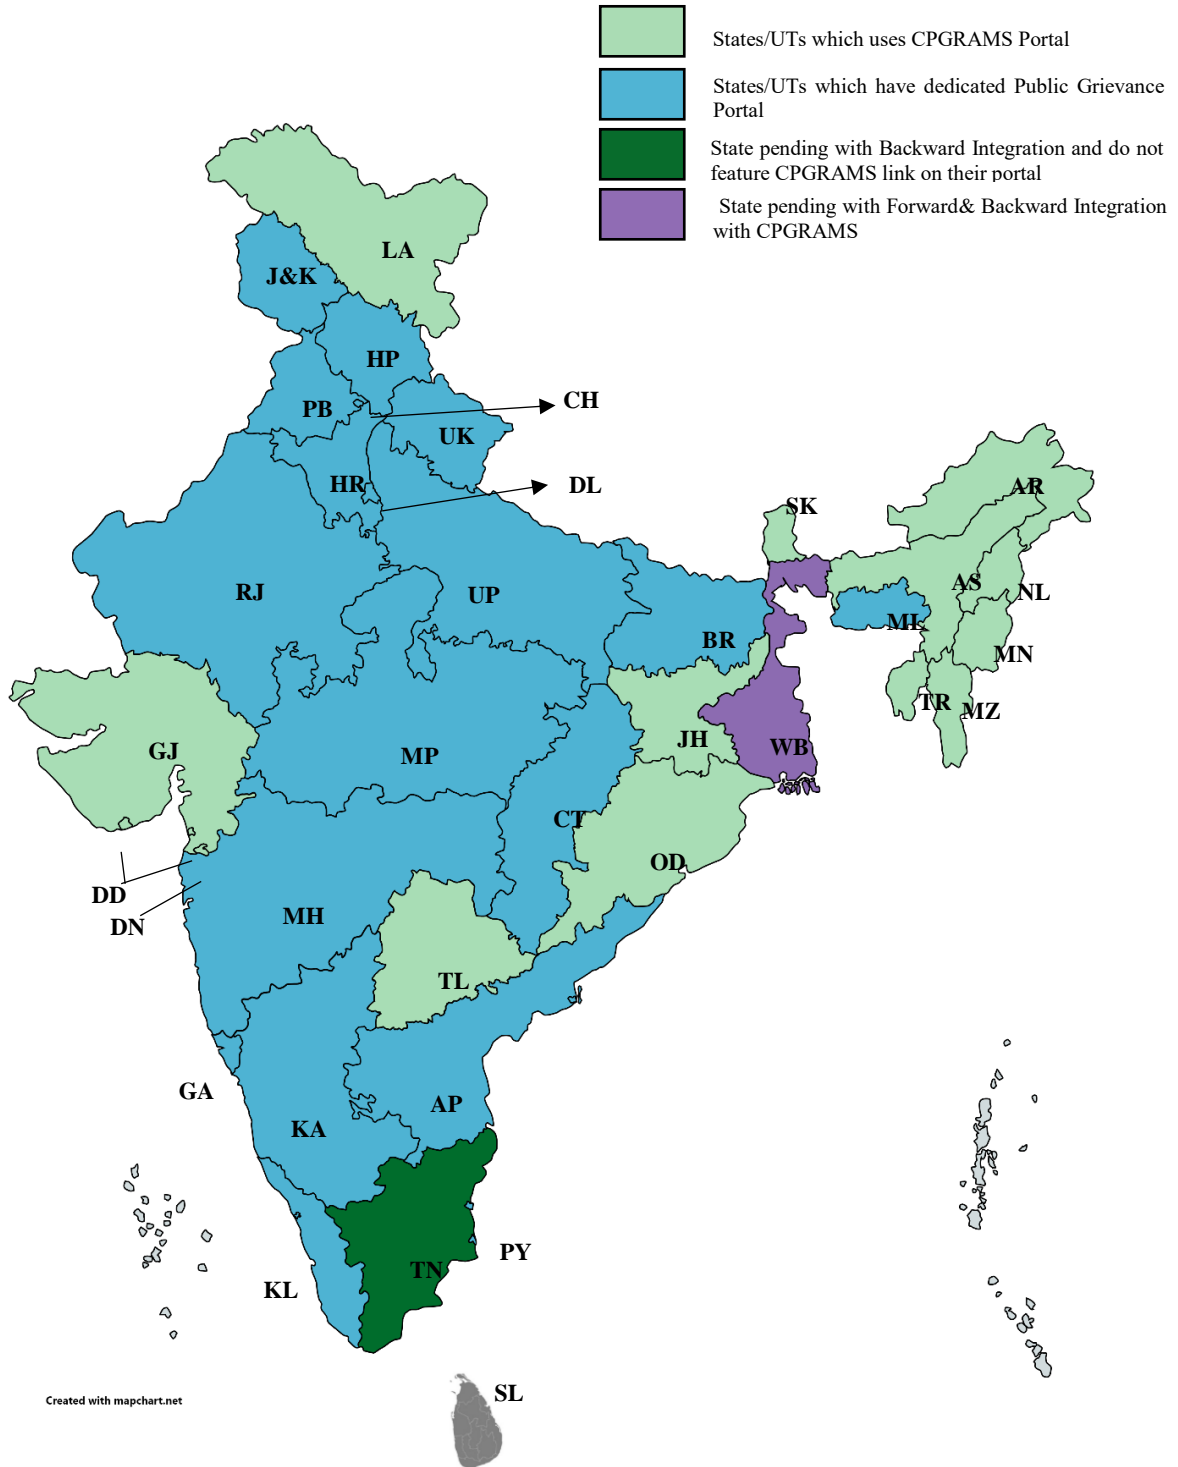 States/UTs which uses CPGRAMS Portal
States/UTs which have dedicated Public Grievance
Portal
State pending with Backward Integration and do not
feature CPGRAMS link on their portal
State pending with Forward& Backward Integration
with CPGRAMS
LA
J&K
HP
CH
PB
UK
HR
DL
AR
SK
AS
RJ
UP
NL
ML
BR
MN
TR
MZ
JH
WB
GJ
MP
CT
OD
DD
MH
DN
TL
GA
AP
KA
PY
TN
KL
SL
Created with mapchart.net